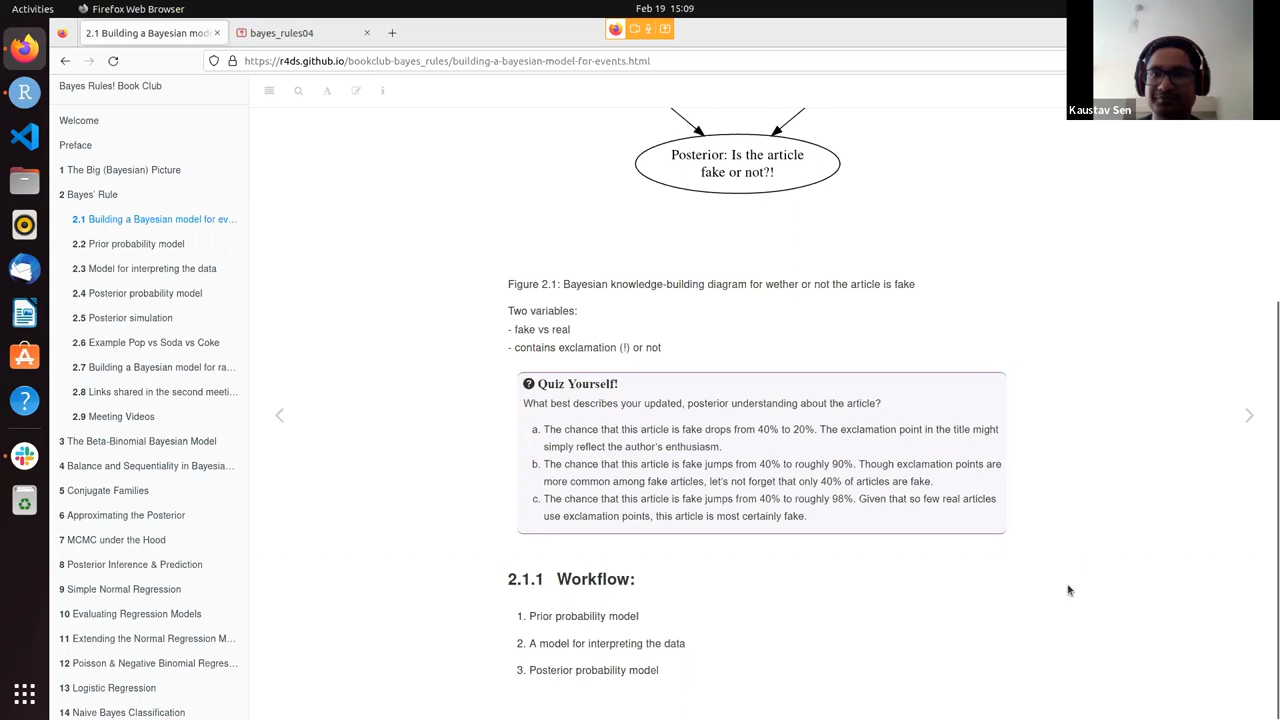 Activities
Firefox Web Browser
Feb 19 15:09
2.1 Building a Bayesian mode
bayes_rules04
https://r4ds.github.io/bookclub-bayes_rules/building-a-bayesian-model-for-events.html
Kaustav Sen
Bayes Rules! Book Club
Welcome
Preface
1 The Big (Bayesian) Picture
2 Bayes' Rule
2.1 Building a Bayesian model for ev...
2.2 Prior probability model
2.3 Model for interpreting the data
2.4 Posterior probability model
2.5 Posterior simulation
2.6 Example Pop vs Soda vs Coke
2.7 Building a Bayesian model for ra...
2.8 Links shared in the second meeti...
2.9 Meeting Videos
3 The Beta-Binomial Bayesian Model
4 Balance and Sequentiality in Bayesia...
5 Conjugate Families
6 Approximating the Posterior
7 MCMC under the Hood
8 Posterior Inference & Prediction
9 Simple Normal Regression
10 Evaluating Regression Models
11 Extending the Normal Regression M...
12 Poisson & Negative Binomial Regres...
13 Logistic Regression
14 Naive Bayes Classification
Posterior: Is the article
fake or not?!
Figure 2.1: Bayesian knowledge-building diagram for wether or not the article is fake
Two variables:
- fake vs real
- contains exclamation (!) or not
Quiz Yourself!
What best describes your updated, posterior understanding about the article?
a. The chance that this article is fake drops from 40% to 20%. The exclamation point in the title might
simply reflect the author's enthusiasm.
b. The chance that this article is fake jumps from 40% to roughly 90%. Though exclamation points are
more common among fake articles, let's not forget that only 40% of articles are fake.
c. The chance that this article is fake jumps from 40% to roughly 98%. Given that so few real articles
use exclamation points, this article is most certainly fake.
2.1.1 Workflow:
1. Prior probability model
2. A model for interpreting the data
3. Posterior probability model